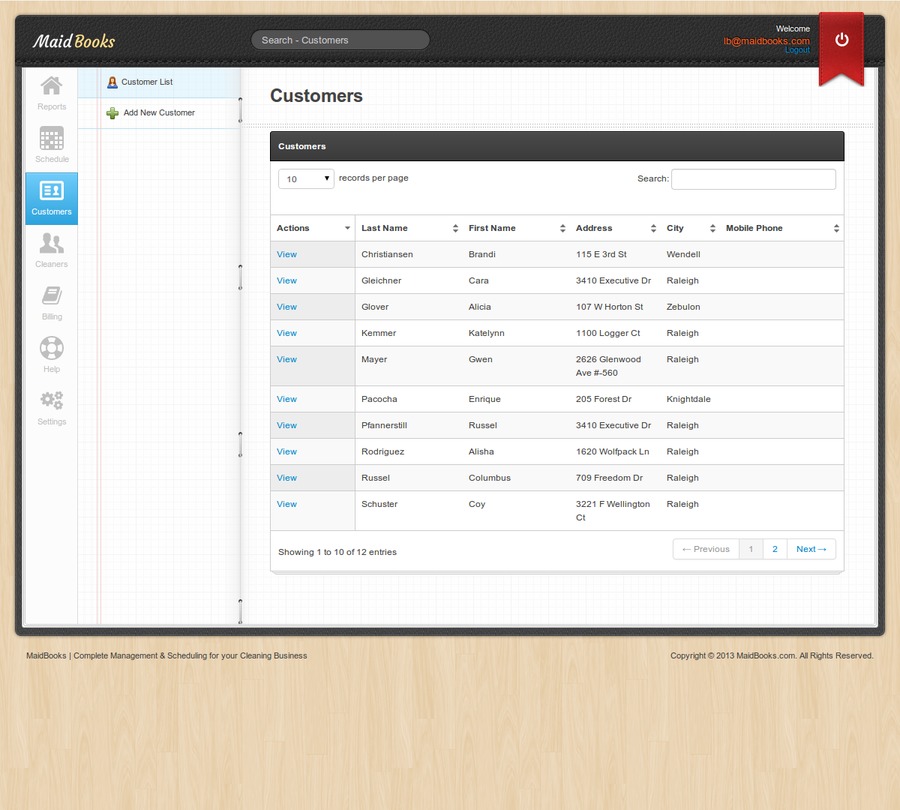 MaidBooks
Search - Customers
Welcome
lb@maidbooks.com
Logout
Reports
Schedule
Customers
Cleaners
Billing
Help
Settings
Customer List
Add New Customer
Customers
Customers
10 records per page Search:
Actions Last Name First Name Address City Mobile Phone
View Christiansen Brandi 115 E 3rd St Wendell
View Gleichner Cara 3410 Executive Dr Raleigh
View Glover Alicia 107 W Horton St Zebulon
View Kemmer Katelynn 1100 Logger Ct Raleigh
View Mayer Gwen 2626 Glenwood Raleigh
Ave #-560
View Pacocha Enrique 205 Forest Dr Knightdale
View Pfannerstill Russel 3410 Executive Dr Raleigh
View Rodriguez Alisha 1620 Wolfpack Ln Raleigh
View Russel Columbus 709 Freedom Dr Raleigh
View Schuster Coy 3221 F Wellington Raleigh
Ct
Showing 1 to 10 of 12 entries
← Previous 1 2 Next →
MaidBooks | Complete Management & Scheduling for your Cleaning Business
Copyright © 2013 MaidBooks.com. All Rights Reserved.